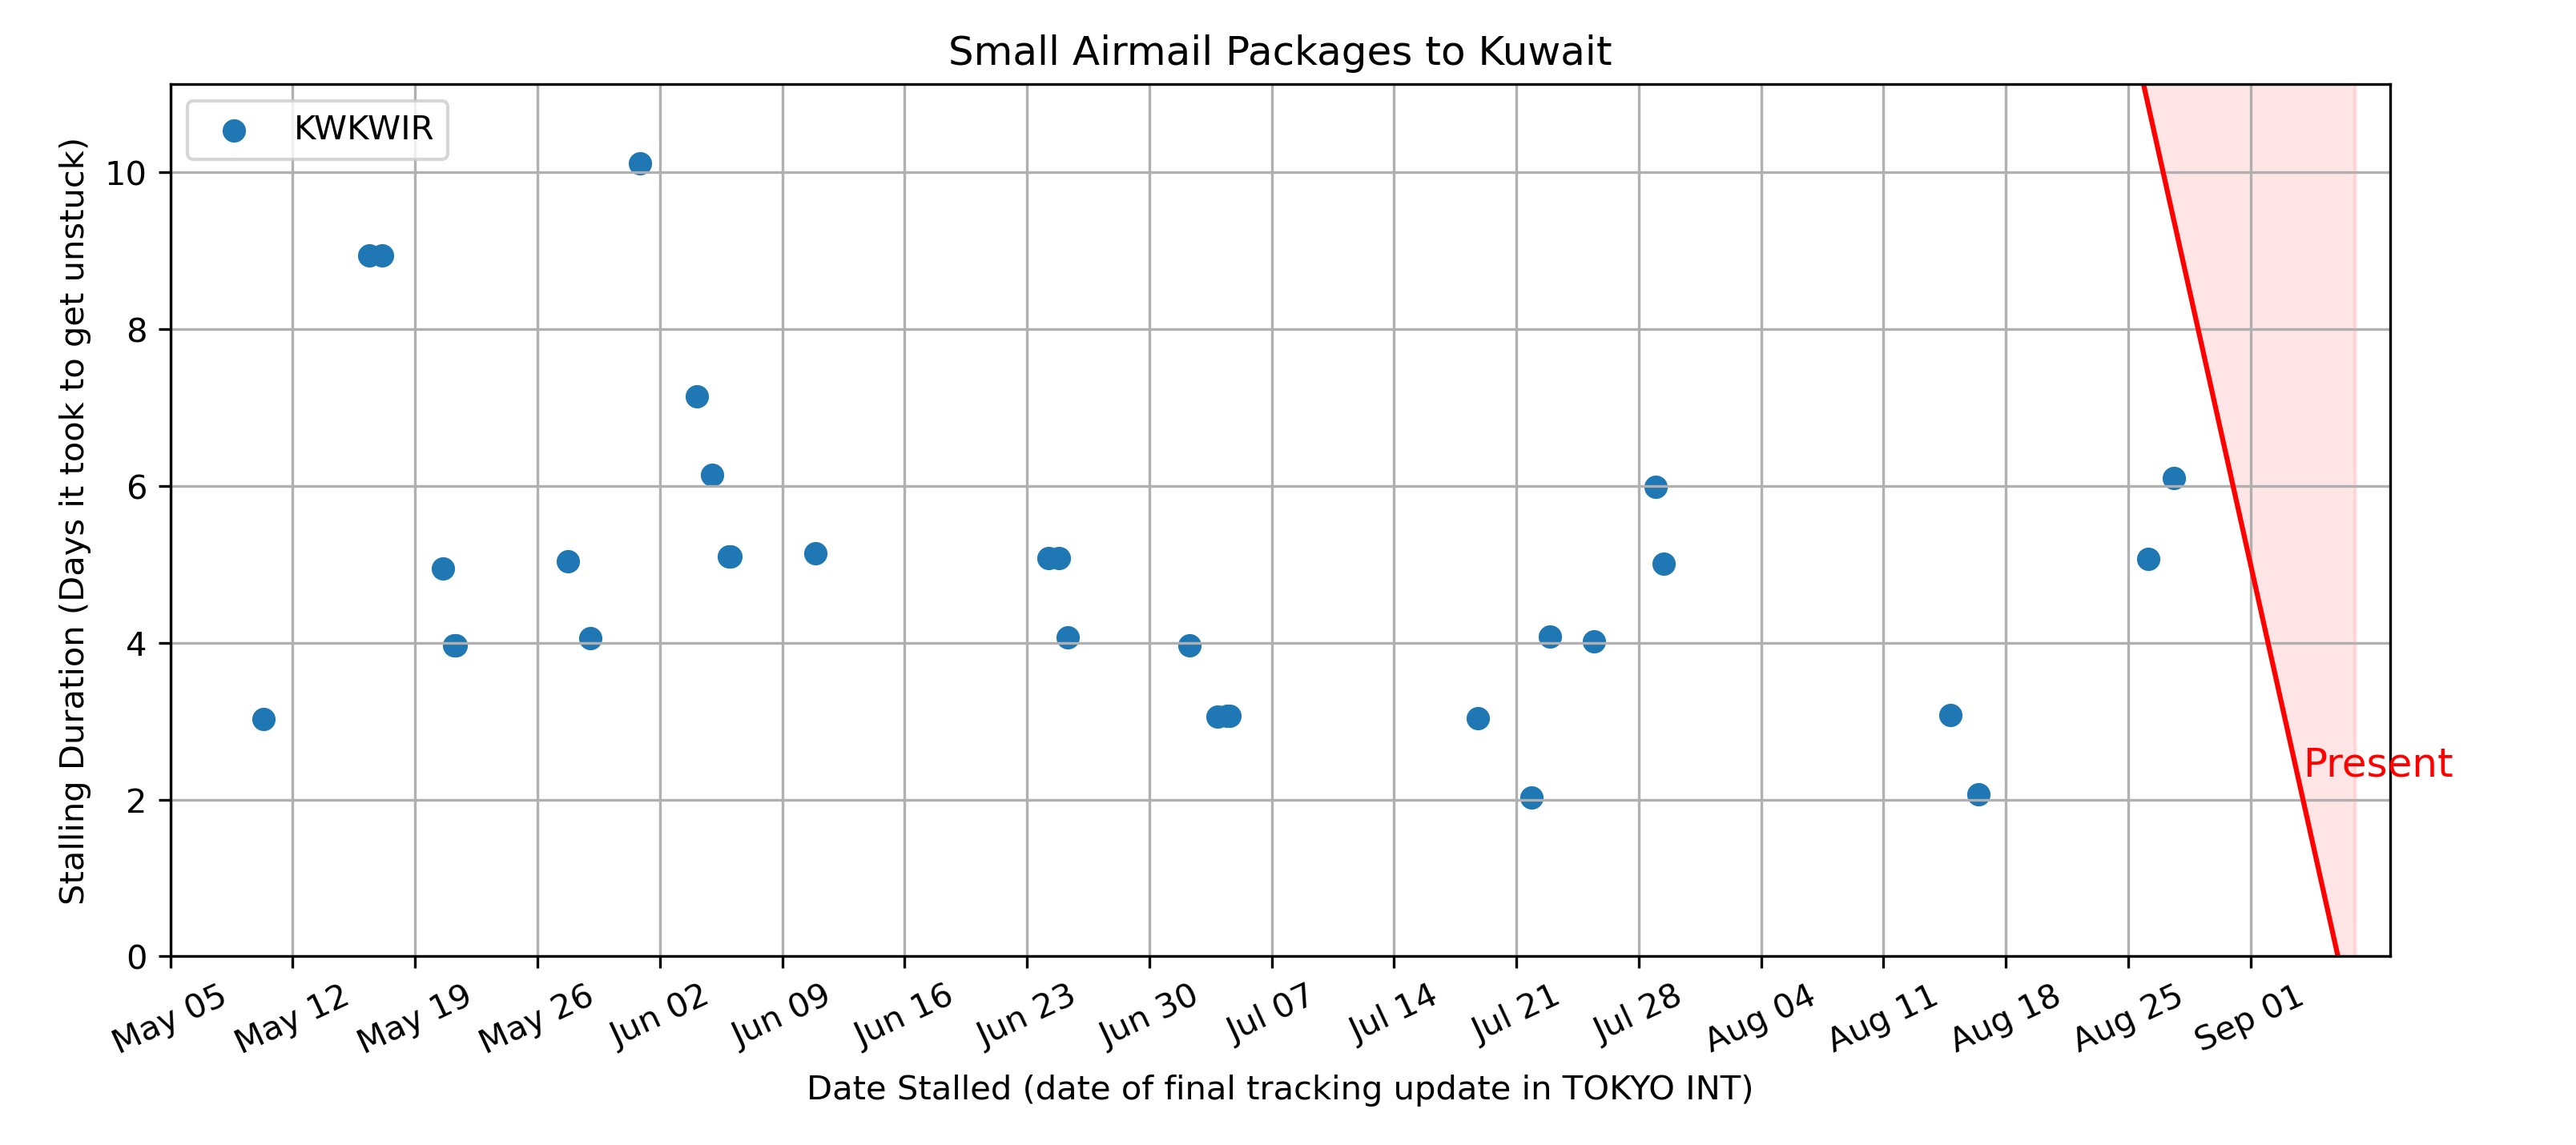 Small Airmail Packages to Kuwait
KWKWIR
Stalling Duration (Days it took to get unstuck)
10
8
6
4
2
0
Present
May 05
May 12
May 19
May 26
Jun 02
Jun 09
Jun 16
Jun 23
Jun 30
Jul 07
Jul 14
Jul 21
Jul 28
Aug 04
Aug 11
Aug 18
Aug 25
Sep 01
Date Stalled (date of final tracking update in TOKYO INT)